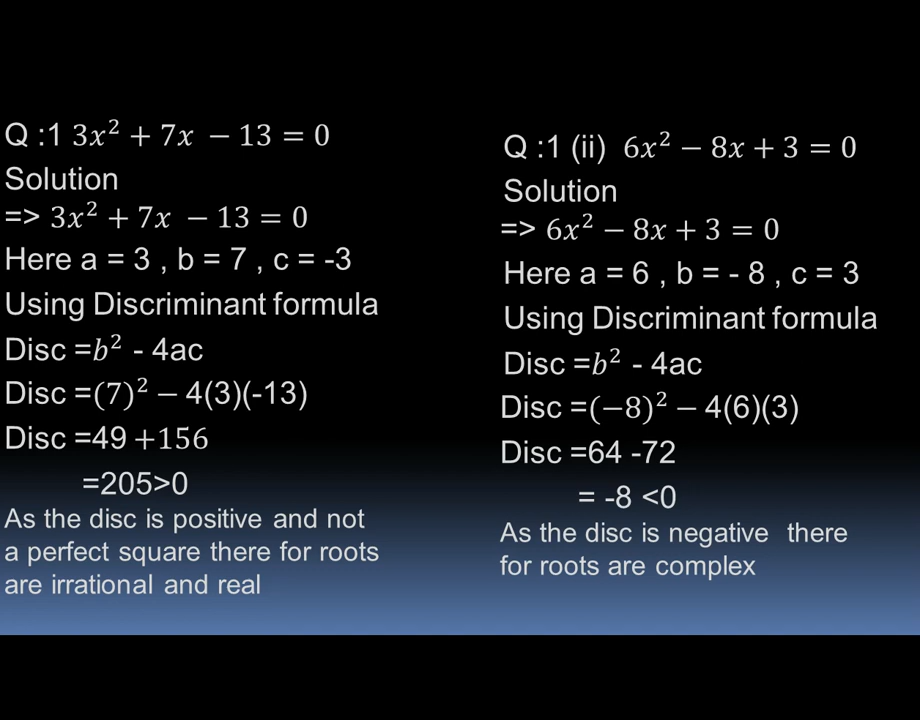 Q :1 3x² + 7x − 13 = 0
Solution
=> 3x² + 7x − 13 = 0
Here a = 3 , b = 7 , c = -3
Using Discriminant formula
Disc =b² - 4ac
Disc =(7)² − 4(3)(-13)
Disc =49 +156
=205>0
As the disc is positive and not
a perfect square there for roots
are irrational and real
Q :1 (ii) 6x² − 8x + 3 = 0
Solution
=> 6x² − 8x + 3 = 0
Here a = 6 , b = - 8 , c = 3
Using Discriminant formula
Disc =b² - 4ac
Disc =(−8)² − 4(6)(3)
Disc =64 -72
= -8 <0
As the disc is negative there
for roots are complex